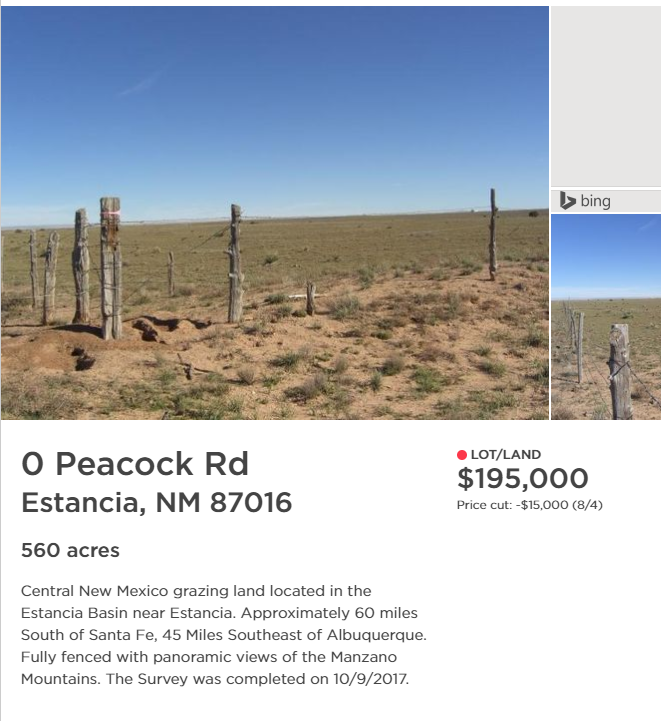 bing
0 Peacock Rd
Estancia, NM 87016
560 acres
LOT/LAND
$195,000
Price cut: -$15,000 (8/4)
Central New Mexico grazing land located in the
Estancia Basin near Estancia. Approximately 60 miles
South of Santa Fe, 45 Miles Southeast of Albuquerque.
Fully fenced with panoramic views of the Manzano
Mountains. The Survey was completed on 10/9/2017.